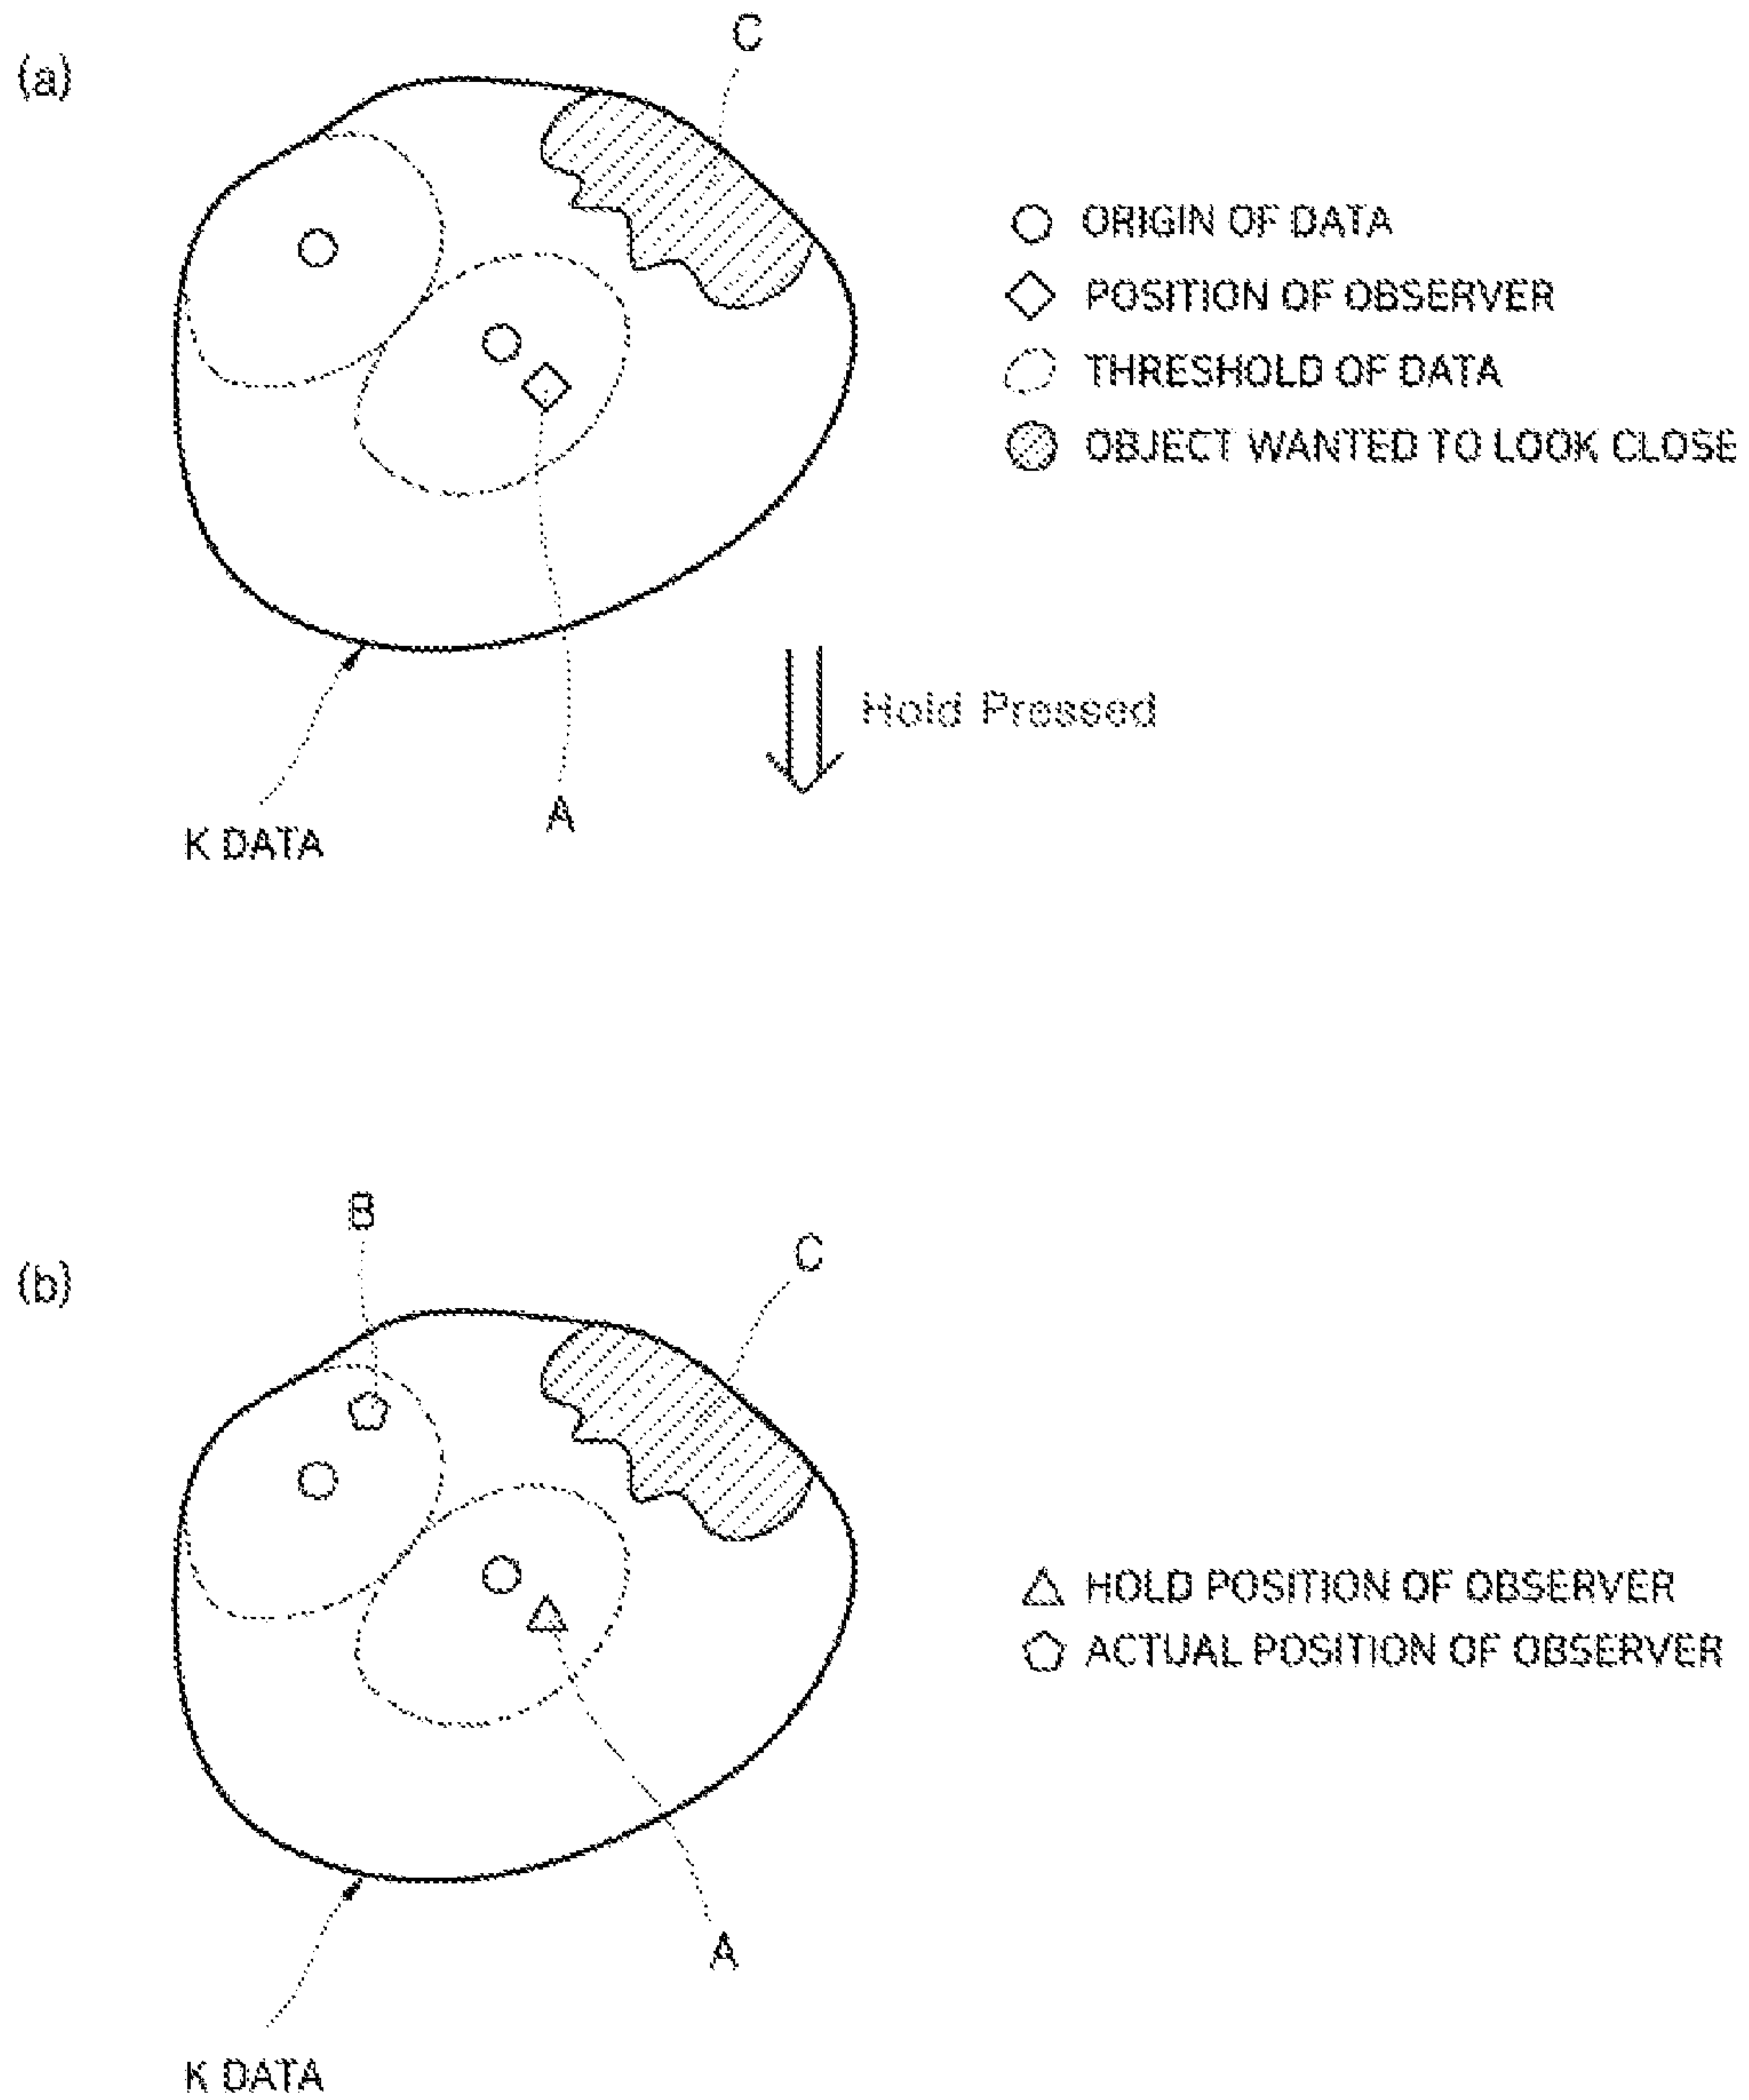 C
(a)
ORIGIN OF DATA
POSITION OF OBSERVER
THRESHOLD OF DATA
OBJECT WANTED TO LOOK CLOSE
Hold Pressed
A
K DATA
B
C
(b)
HOLD POSITION OF OBSERVER
ACTUAL POSITION OF OBSERVER
A
K DATA